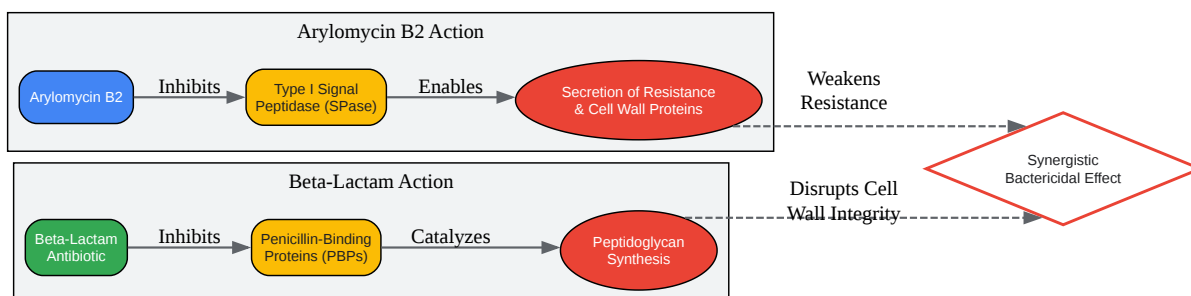 Arylomycin B2 Action
Arylomycin B2
Inhibits
Type I Signal
Peptidase (SPase)
Enables
Secretion of Resistance
& Cell Wall Proteins
Weakens
Resistance
Beta-Lactam Action
Beta-Lactam
Antibiotic
Inhibits
Penicillin-Binding
Proteins (PBPs)
Catalyzes
Peptidoglycan
Synthesis
Disrupts Cell
Wall Integrity
Synergistic
Bactericidal Effect